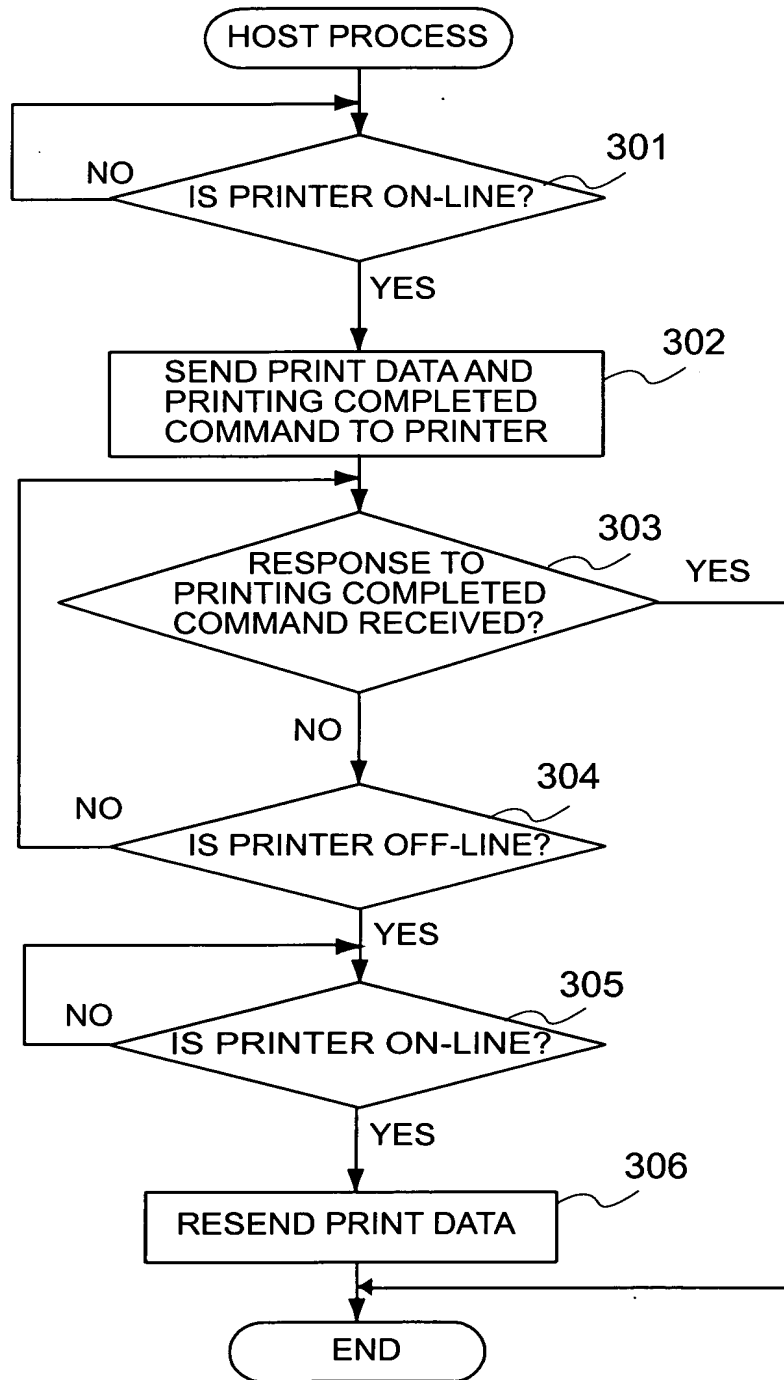 HOST PROCESS
301
NO
IS PRINTER ON-LINE?
YES
302
SEND PRINT DATA AND
PRINTING COMPLETED
COMMAND TO PRINTER
303
RESPONSE TO
PRINTING COMPLETED
COMMAND RECEIVED?
YES
NO
304
NO
IS PRINTER OFF-LINE?
YES
305
NO
IS PRINTER ON-LINE?
YES
306
RESEND PRINT DATA
END